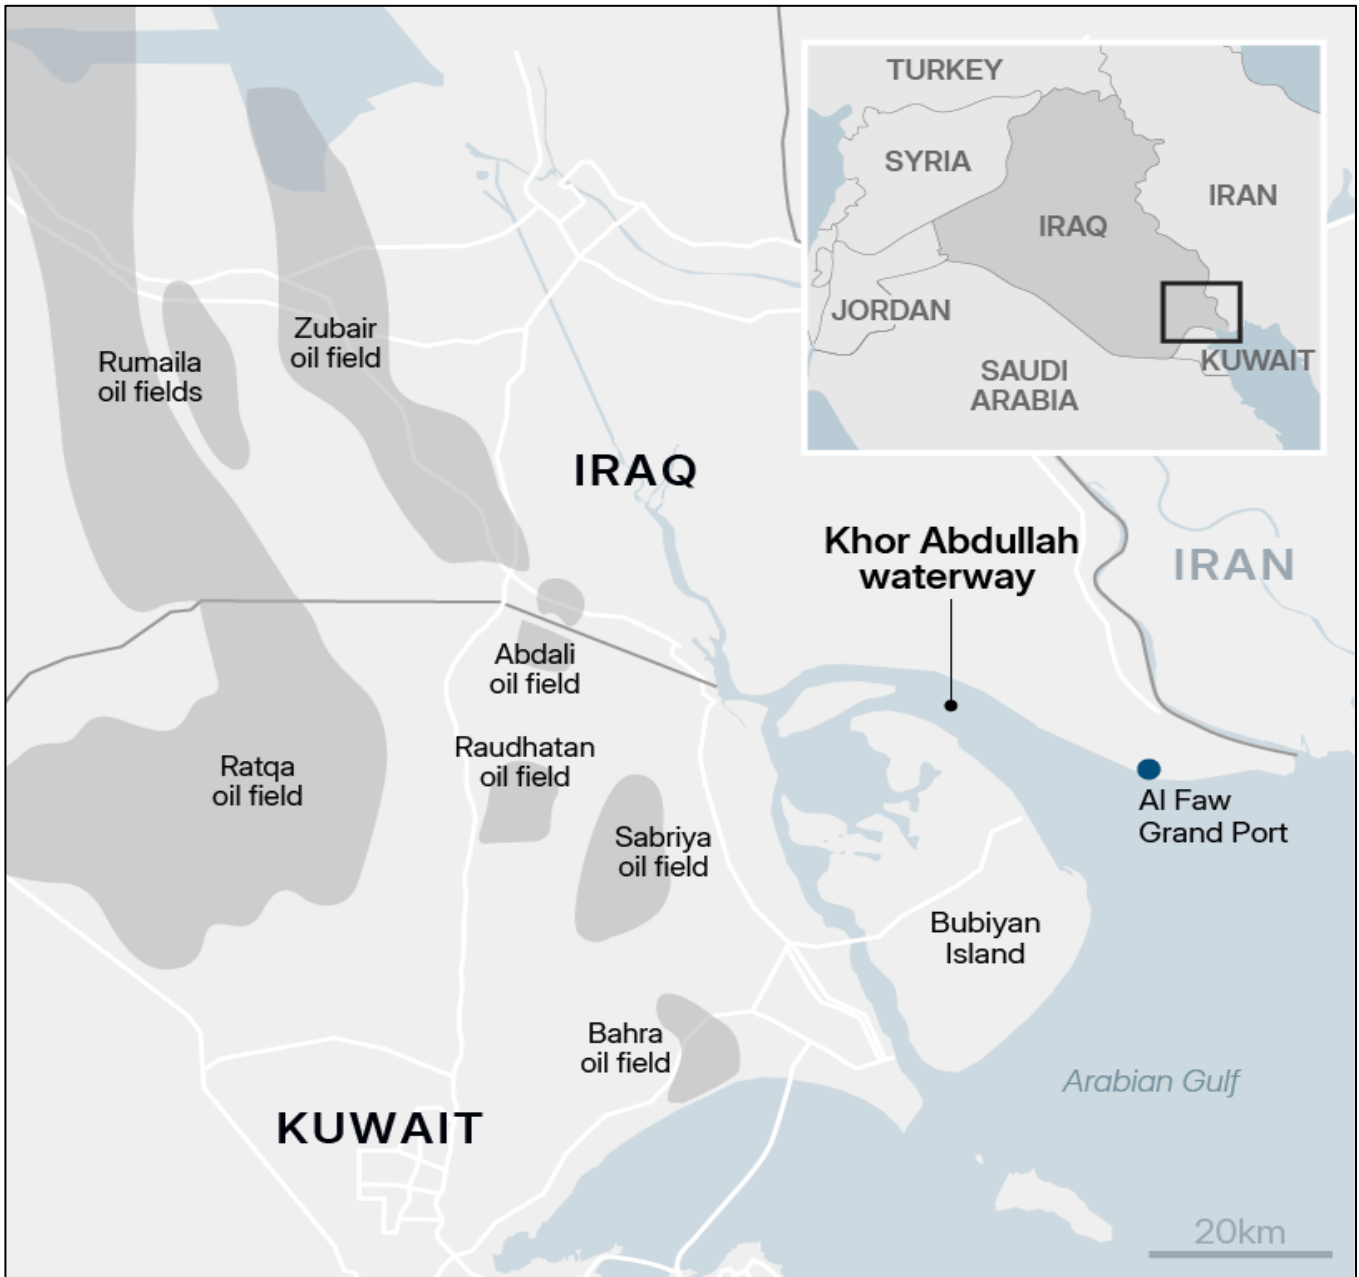 TURKEY
SYRIA
IRAN
IRAQ
JORDAN
KUWAIT
SAUDI
ARABIA
Zubair
oil field
Rumaila
oil fields
IRAQ
Khor Abdullah
waterway
IRAN
Abdali
oil field
Raudhatan
oil field
Ratqa
oil field
Al Faw
Grand Port
Sabriya
oil field
Bubiyan
Island
Bahra
oil field
Arabian Gulf
KUWAIT
20km